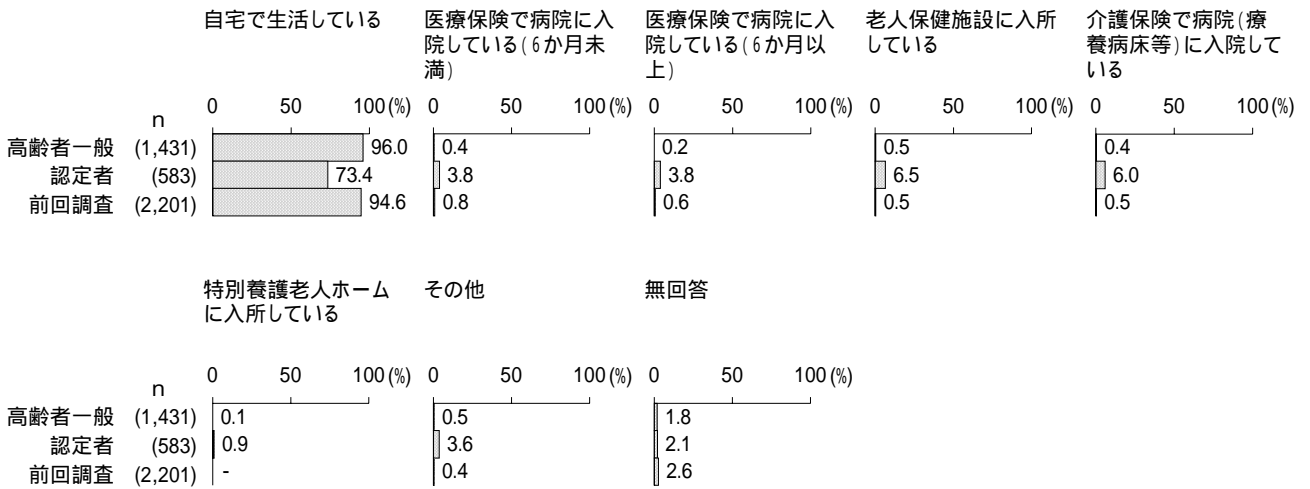 自宅で生活している
医療保険で病院に入
院している(6か月未
満)
医療保険で病院に入
院している(6か月以
上)
老人保健施設に入所
している
介護保険で病院(療
養病床等)に入院して
いる
n 0 50 100(%) 0 50 100(%) 0 50 100(%) 0 50 100(%) 0 50 100(%)
高齢者一般 (1,431) 96.0 0.4 0.2 0.5 0.4
認定者 (583) 73.4 3.8 3.8 6.5 6.0
前回調査 (2,201) 94.6 0.8 0.6 0.5 0.5
特別養護老人ホーム
に入所している
その他
無回答
n 0 50 100(%) 0 50 100(%) 0 50 100(%)
高齢者一般 (1,431) 0.1 0.5 1.8
認定者 (583) 0.9 3.6 2.1
前回調査 (2,201) - 0.4 2.6